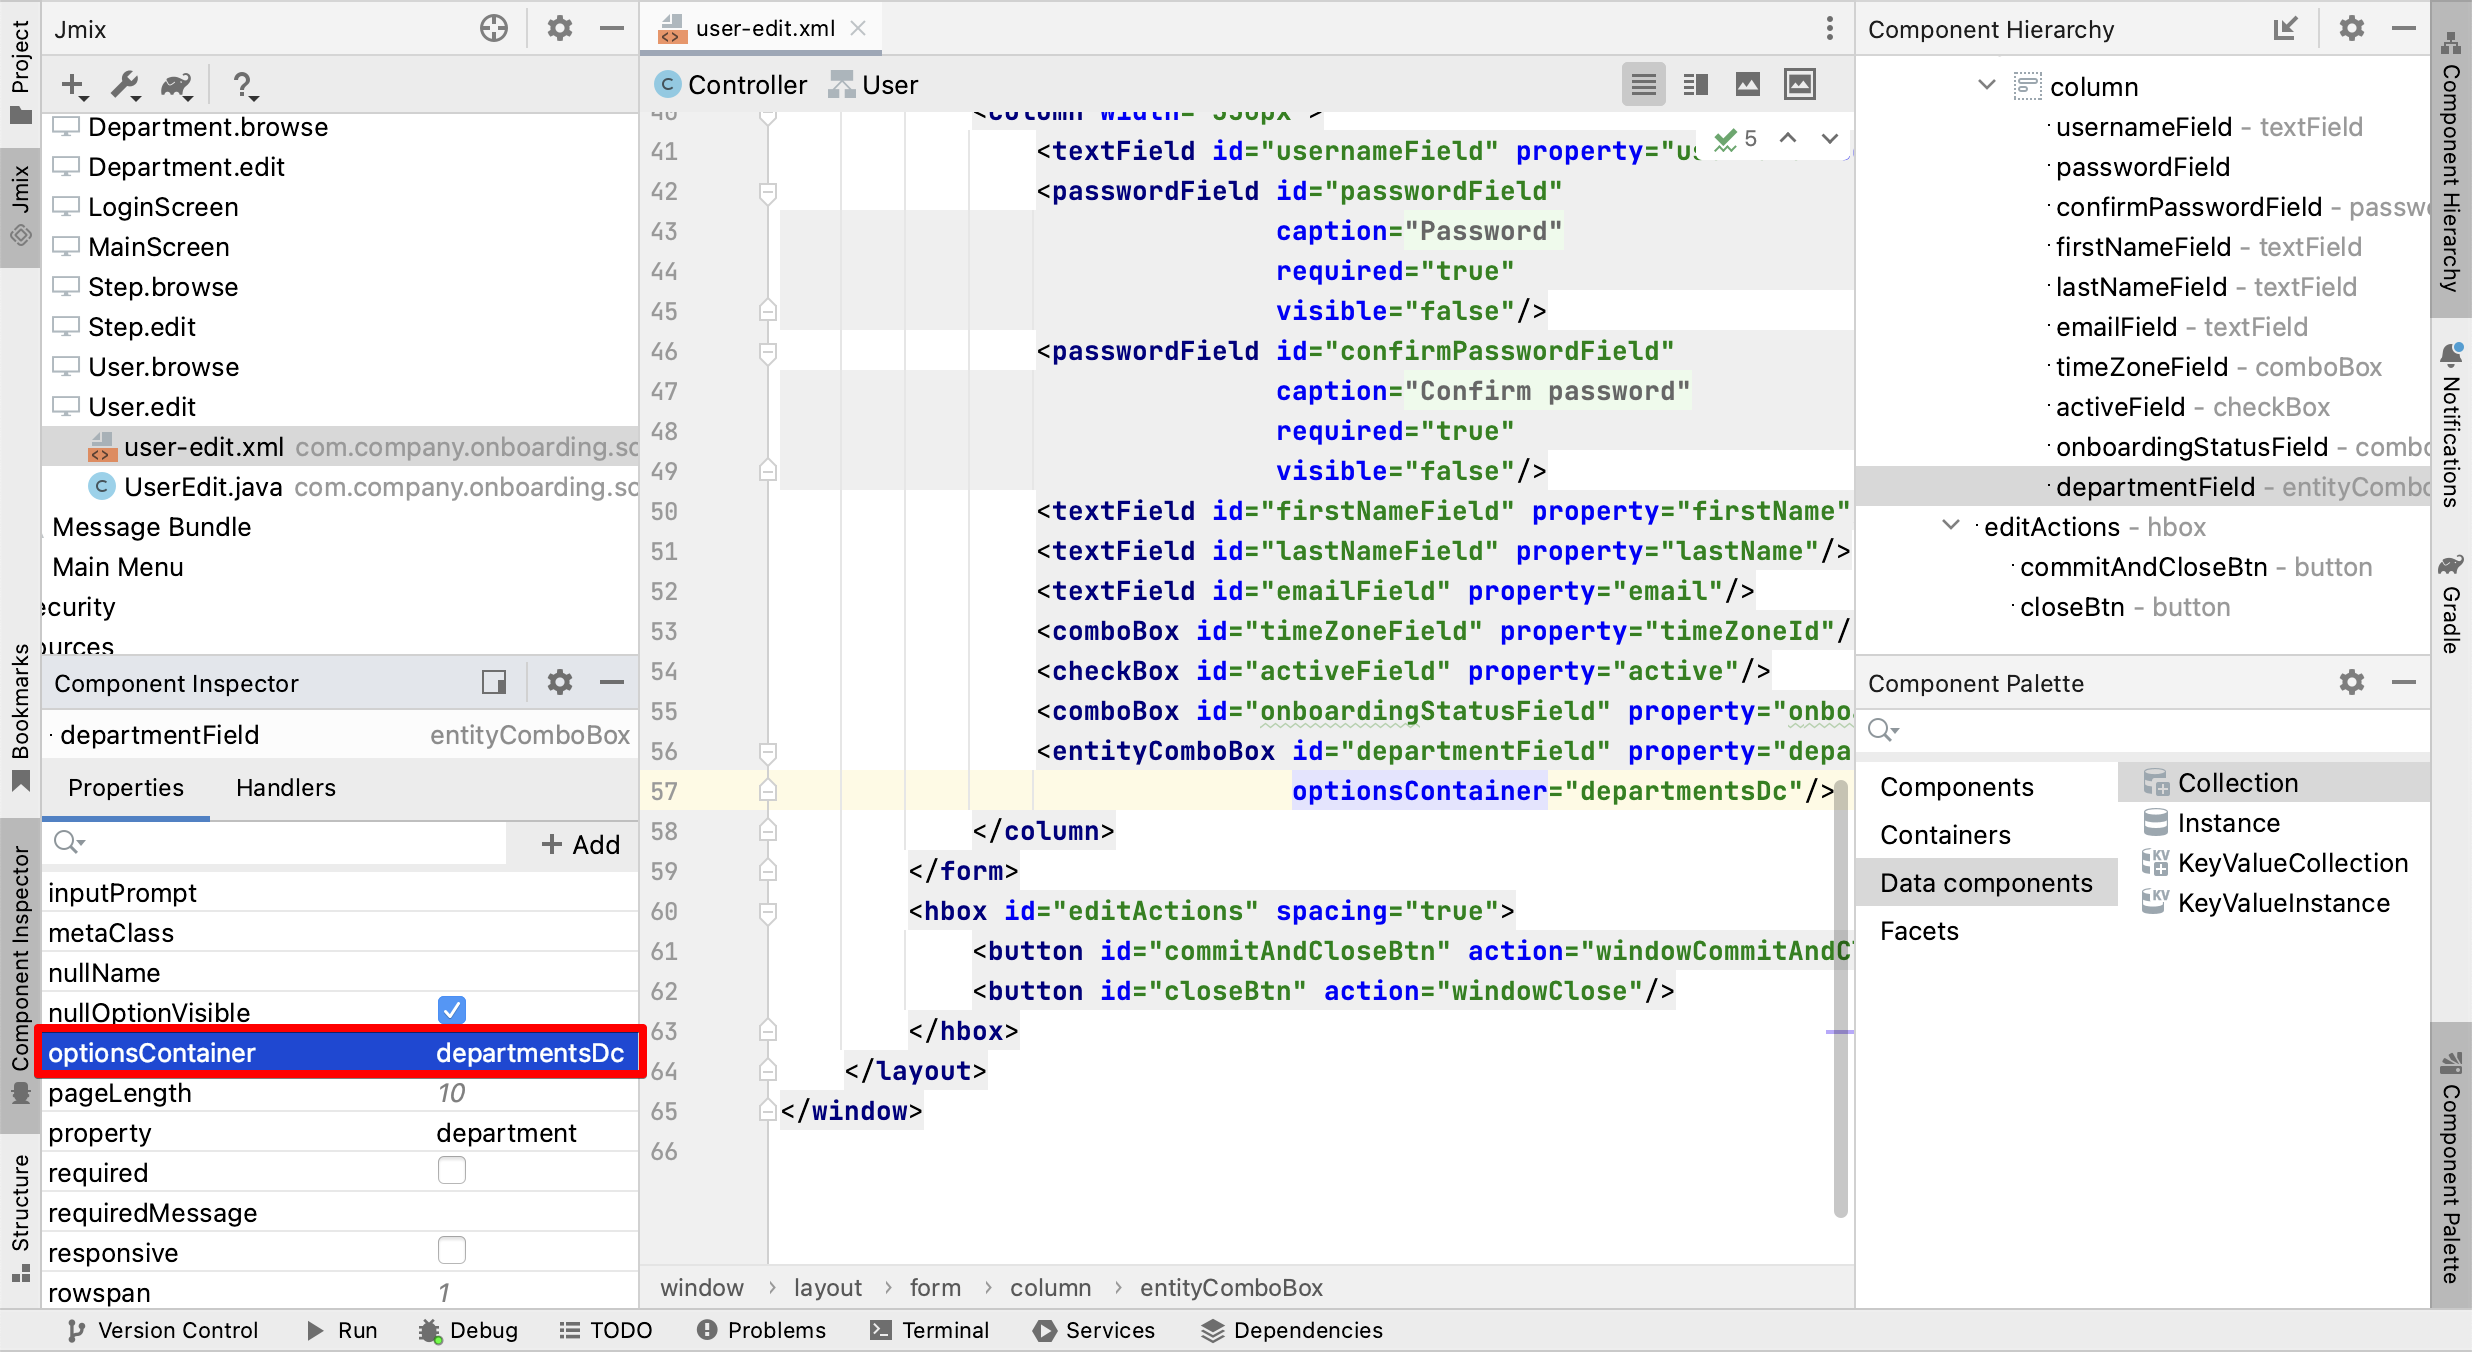 Project
Jmix
Bookmarks
Component Inspector
Structure
Jmix
Department.browse
Department.edit
LoginScreen
MainScreen
Step.browse
Step.edit
User.browse
User.edit
user-edit.xml com.company.onboarding.sc
UserEdit.java com.company.onboarding.sc
Message Bundle
Main Menu
ecurity
ources
Component Inspector
departmentField entityComboBox
Properties Handlers
+ Add
inputPrompt
metaClass
nullName
nullOptionVisible
optionsContainer departmentsDc
pageLength 10
property department
required
requiredMessage
responsive
rowspan 1
user-edit.xml
C Controller User
5
40 <column width="350px">
41 <textField id="usernameField" property="us
42 <passwordField id="passwordField"
43 caption="Password"
44 required="true"
45 visible="false"/>
46 <passwordField id="confirmPasswordField"
47 caption="Confirm password"
48 required="true"
49 visible="false"/>
50 <textField id="firstNameField" property="firstName"
51 <textField id="lastNameField" property="lastName"/>
52 <textField id="emailField" property="email"/>
53 <comboBox id="timeZoneField" property="timeZoneId"/
54 <checkBox id="activeField" property="active"/>
55 <comboBox id="onboardingStatusField" property="onbo
56 <entityComboBox id="departmentField" property="depa
57 optionsContainer="departmentsDc"/>
58 </column>
59 </form>
60 <hbox id="editActions" spacing="true">
61 <button id="commitAndCloseBtn" action="windowCommitAndCl
62 <button id="closeBtn" action="windowClose"/>
63 </hbox>
64 </layout>
65 </window>
66
window › layout › form › column › entityComboBox
Component Hierarchy
column
usernameField - textField
passwordField
confirmPasswordField - passwo
firstNameField - textField
lastNameField - textField
emailField - textField
timeZoneField - comboBox
activeField - checkBox
onboardingStatusField - combo
departmentField - entityCombo
editActions - hbox
commitAndCloseBtn - button
closeBtn - button
Component Palette
Components
Containers
Data components
Facets
Collection
Instance
KV KeyValueCollection
KV KeyValueInstance
Component Hierarchy
Notifications
Gradle
Component Palette
Version Control Run Debug TODO Problems Terminal Services Dependencies